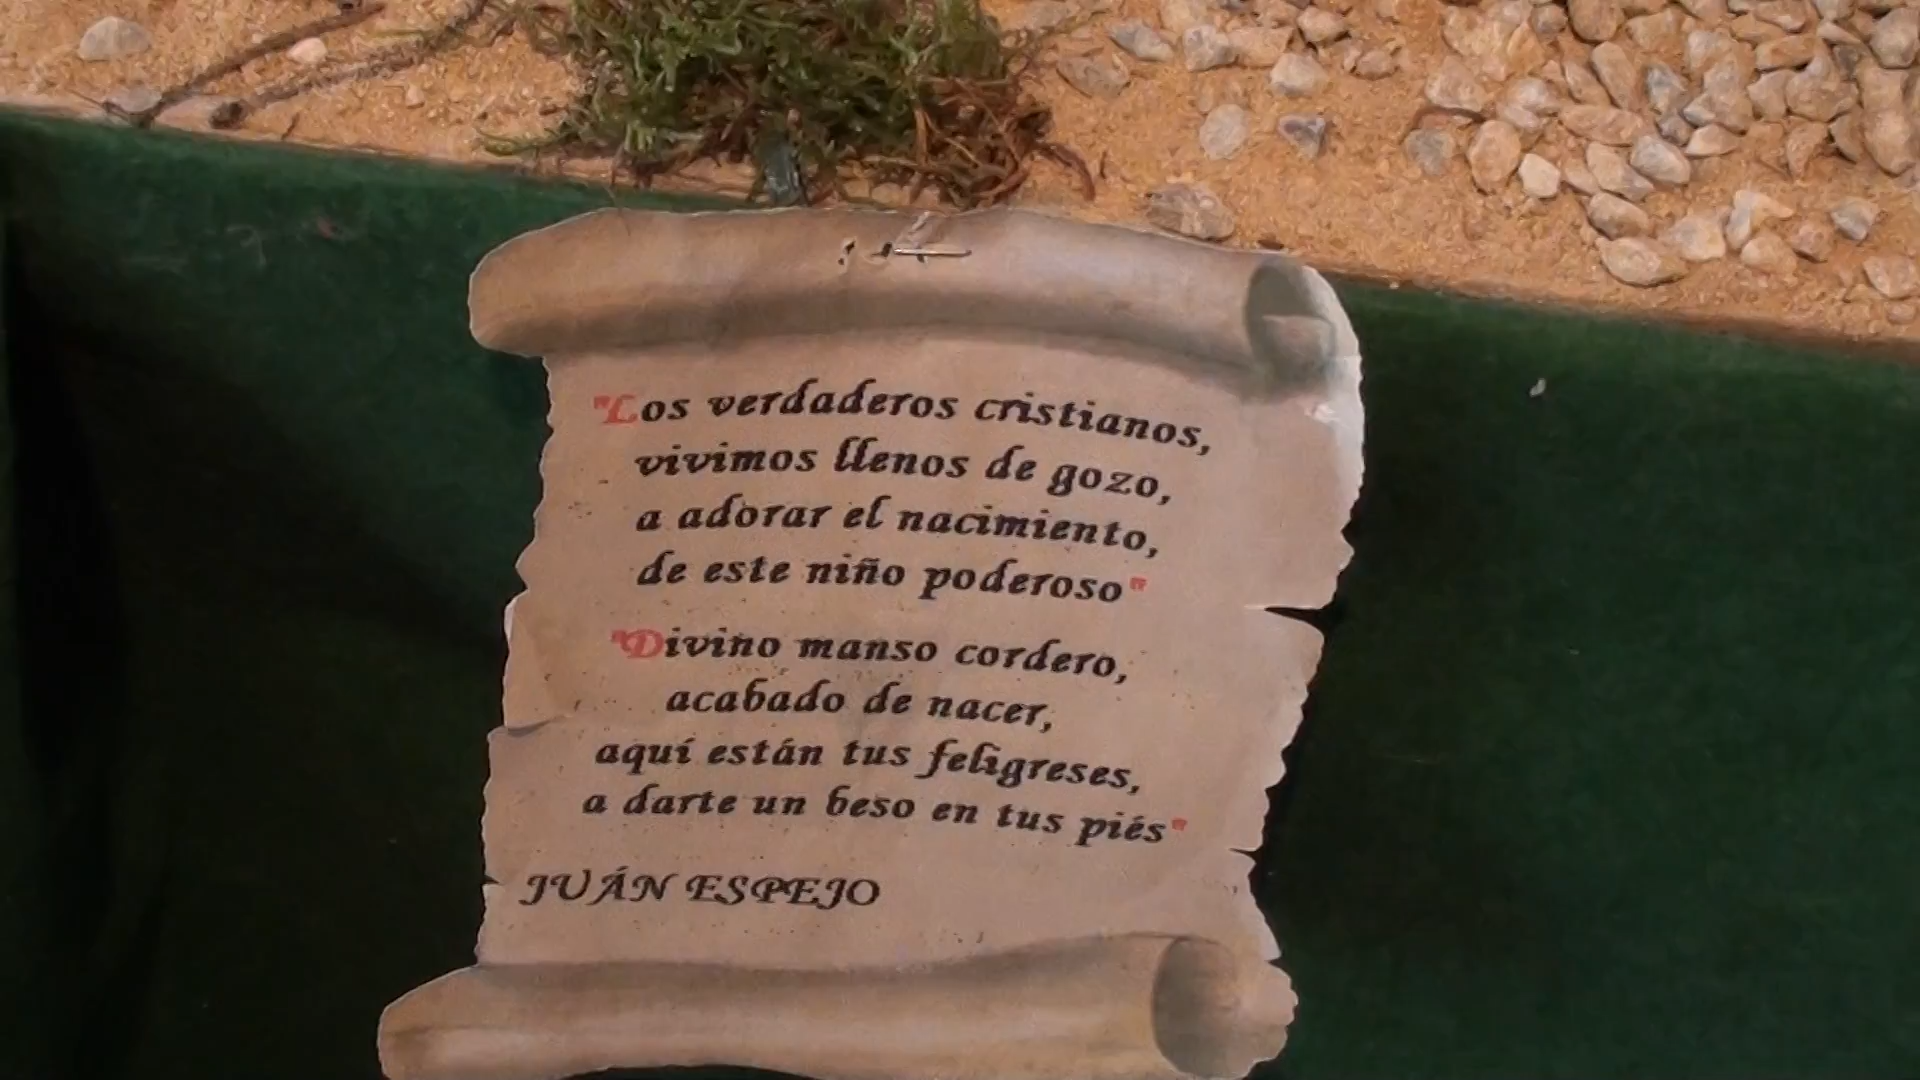 "Los verdaderos cristianos,
vivimos llenos de gozo,
a adorar el nacimiento,
de este niño poderoso"
"Divino manso cordero,
acabado de nacer,
aquí están tus feligreses,
a darte un beso en tus piés"
JUÁN ESPEJO